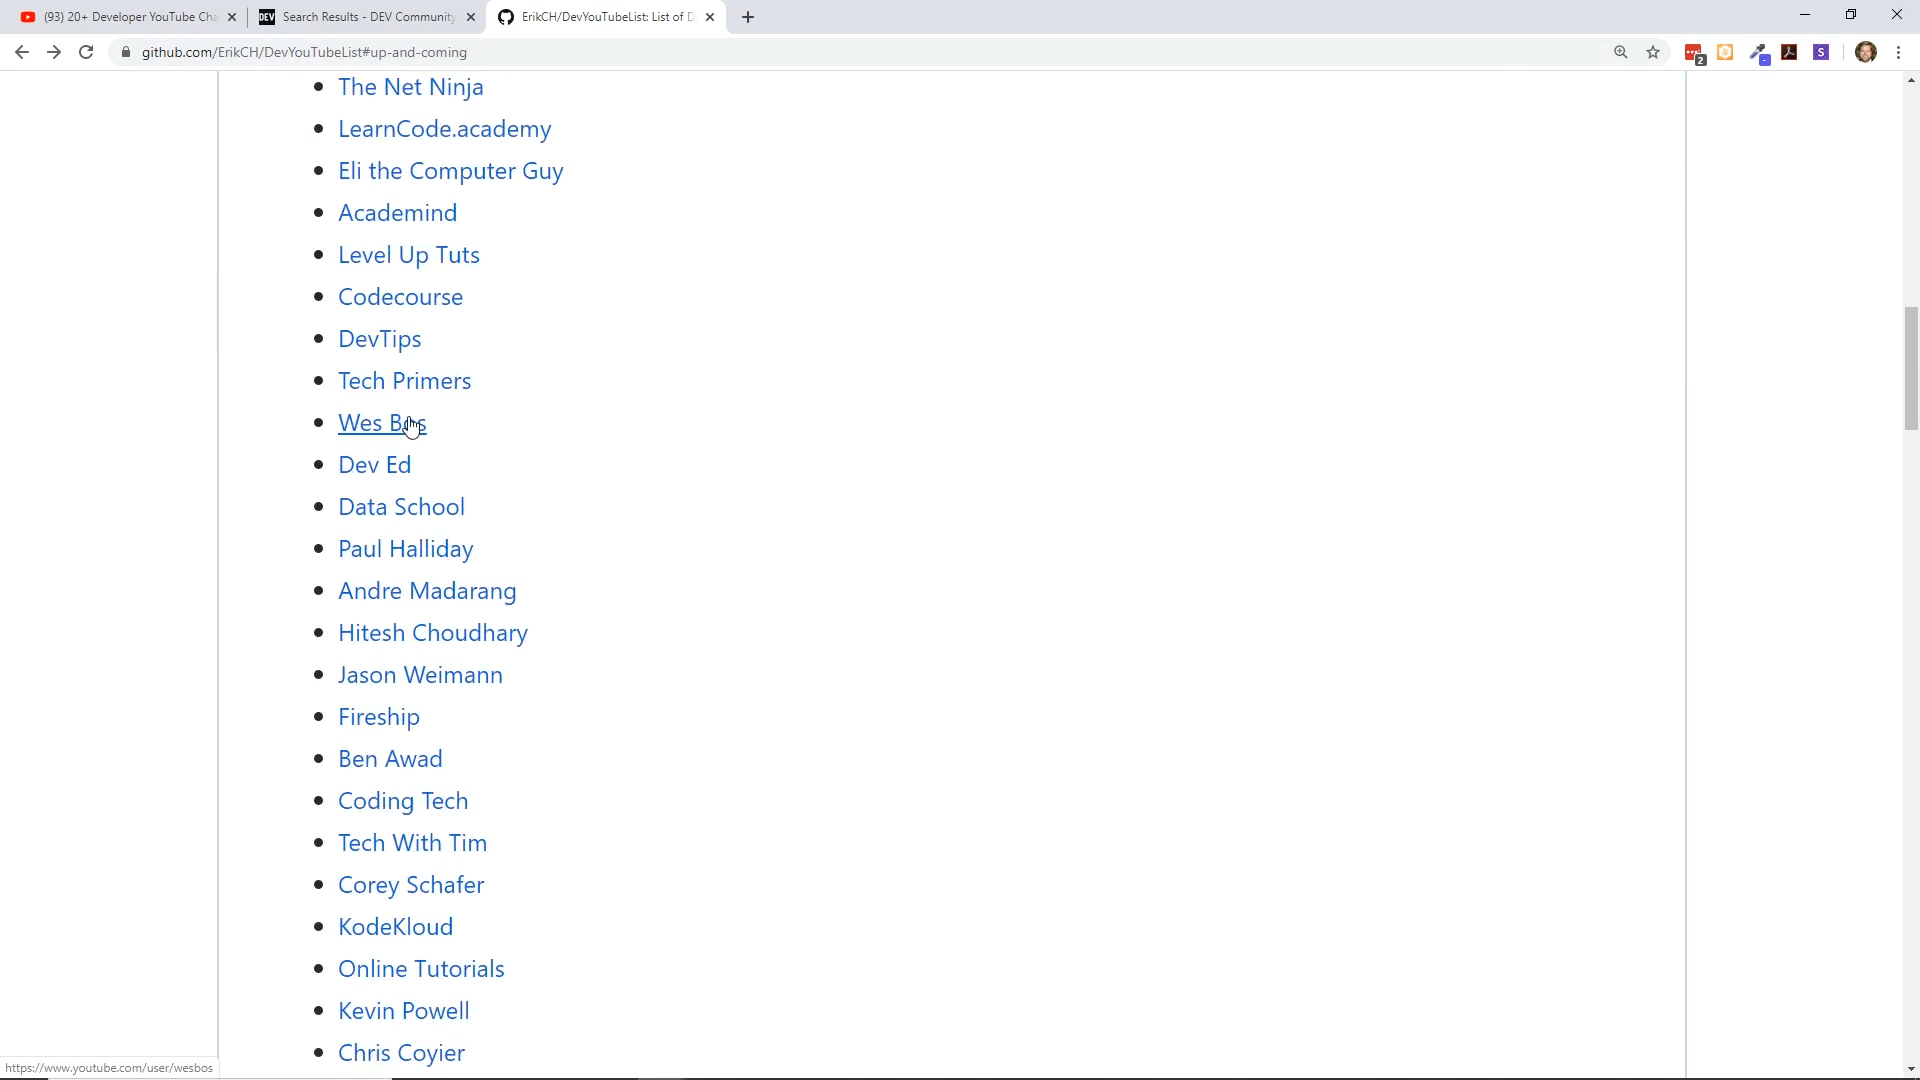 (93) 20+ Developer YouTube Cha
DEV Search Results - DEV Community
ErikCH/DevYouTubeList: List of D
github.com/ErikCH/DevYouTubeList#up-and-coming
2
S
The Net Ninja
LearnCode.academy
Eli the Computer Guy
Academind
Level Up Tuts
Codecourse
DevTips
Tech Primers
Wes Bos
Dev Ed
Data School
Paul Halliday
Andre Madarang
Hitesh Choudhary
Jason Weimann
Fireship
Ben Awad
Coding Tech
Tech With Tim
Corey Schafer
KodeKloud
Online Tutorials
Kevin Powell
Chris Coyier
https://www.youtube.com/user/wesbos